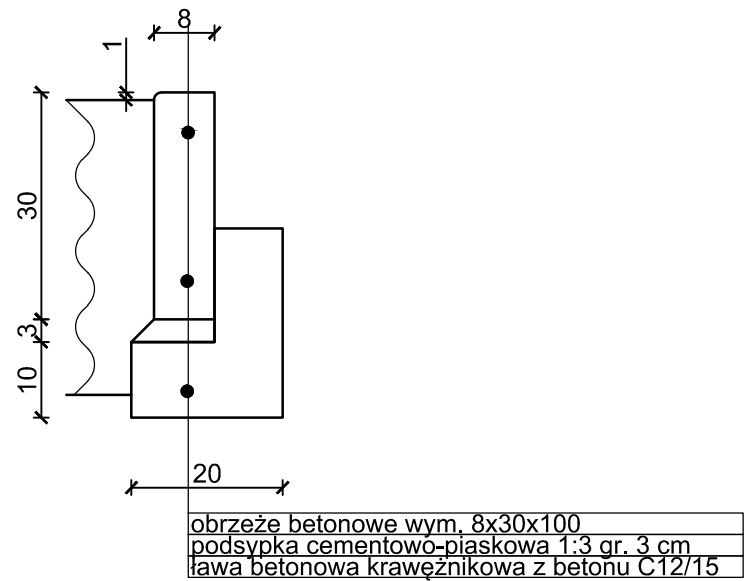 8
1
30
3
10
20
obrzeże betonowe wym. 8x30x100
podsypka cementowo-piaskowa 1:3 gr. 3 cm
ława betonowa krawężnikowa z betonu C12/15